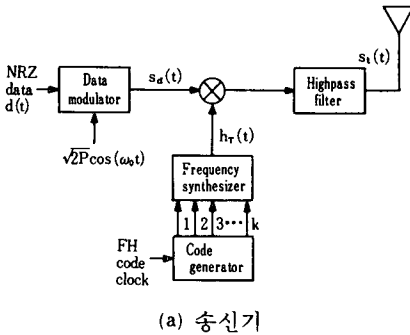 NRZ
data
d(t)
Data
modulator
s_d(t)
√2P cos(ω₀t)
h_T(t)
Highpass
filter
s_t(t)
Frequency
synthesizer
1 2 3··· k
FH
code
clock
Code
generator
(a) 송신기